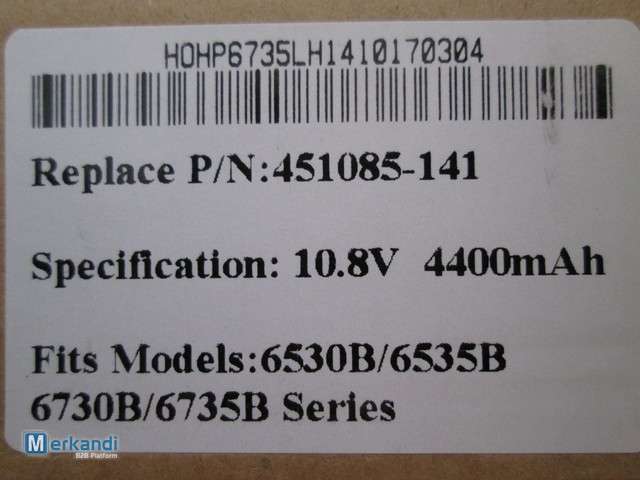 HOHP6735LH1410170304
Replace P/N:451085-141
Specification: 10.8V 4400mAh
Fits Models:6530B/6535B
6730B/6735B Series
Merkandi
B2B Platform